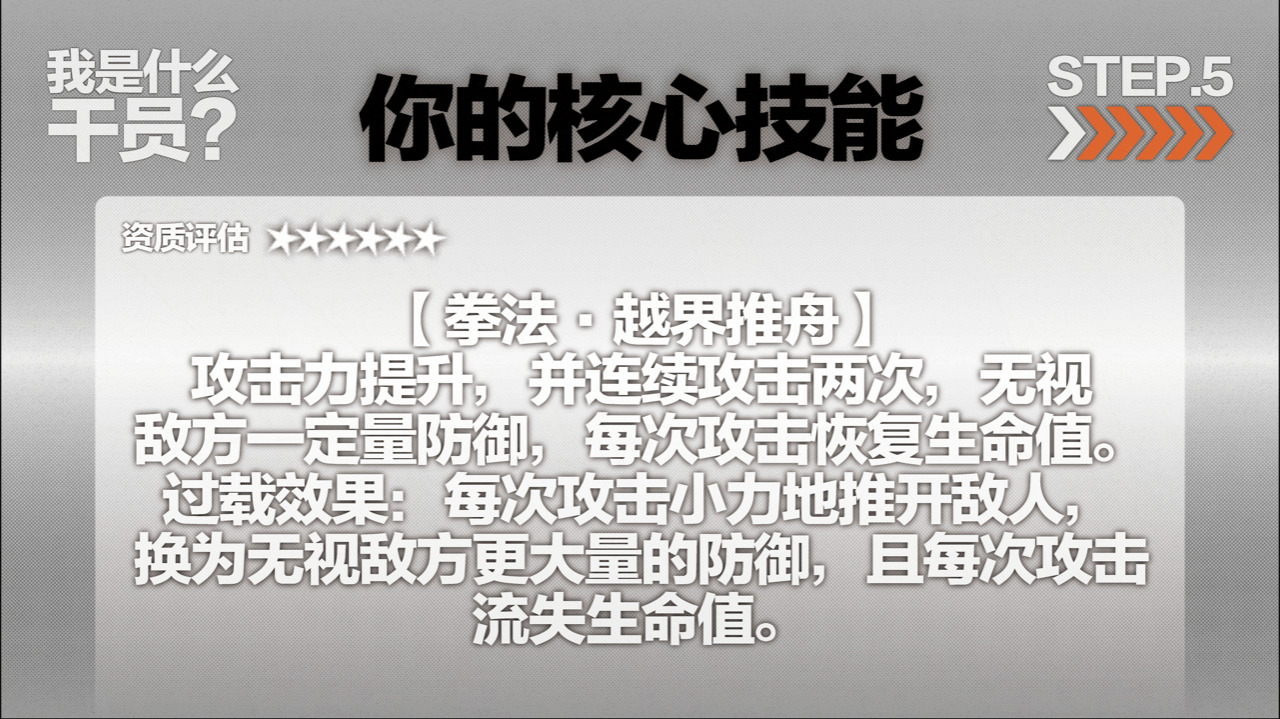 我是什么
干员?
你的核心技能
STEP.5
资质评估 ★★★★★★
【拳法·越界推舟】
攻击力提升，并连续攻击两次，无视
敌方一定量防御，每次攻击恢复生命值。
过载效果：每次攻击小力地推开敌人，
换为无视敌方更大量的防御，且每次攻击
流失生命值。